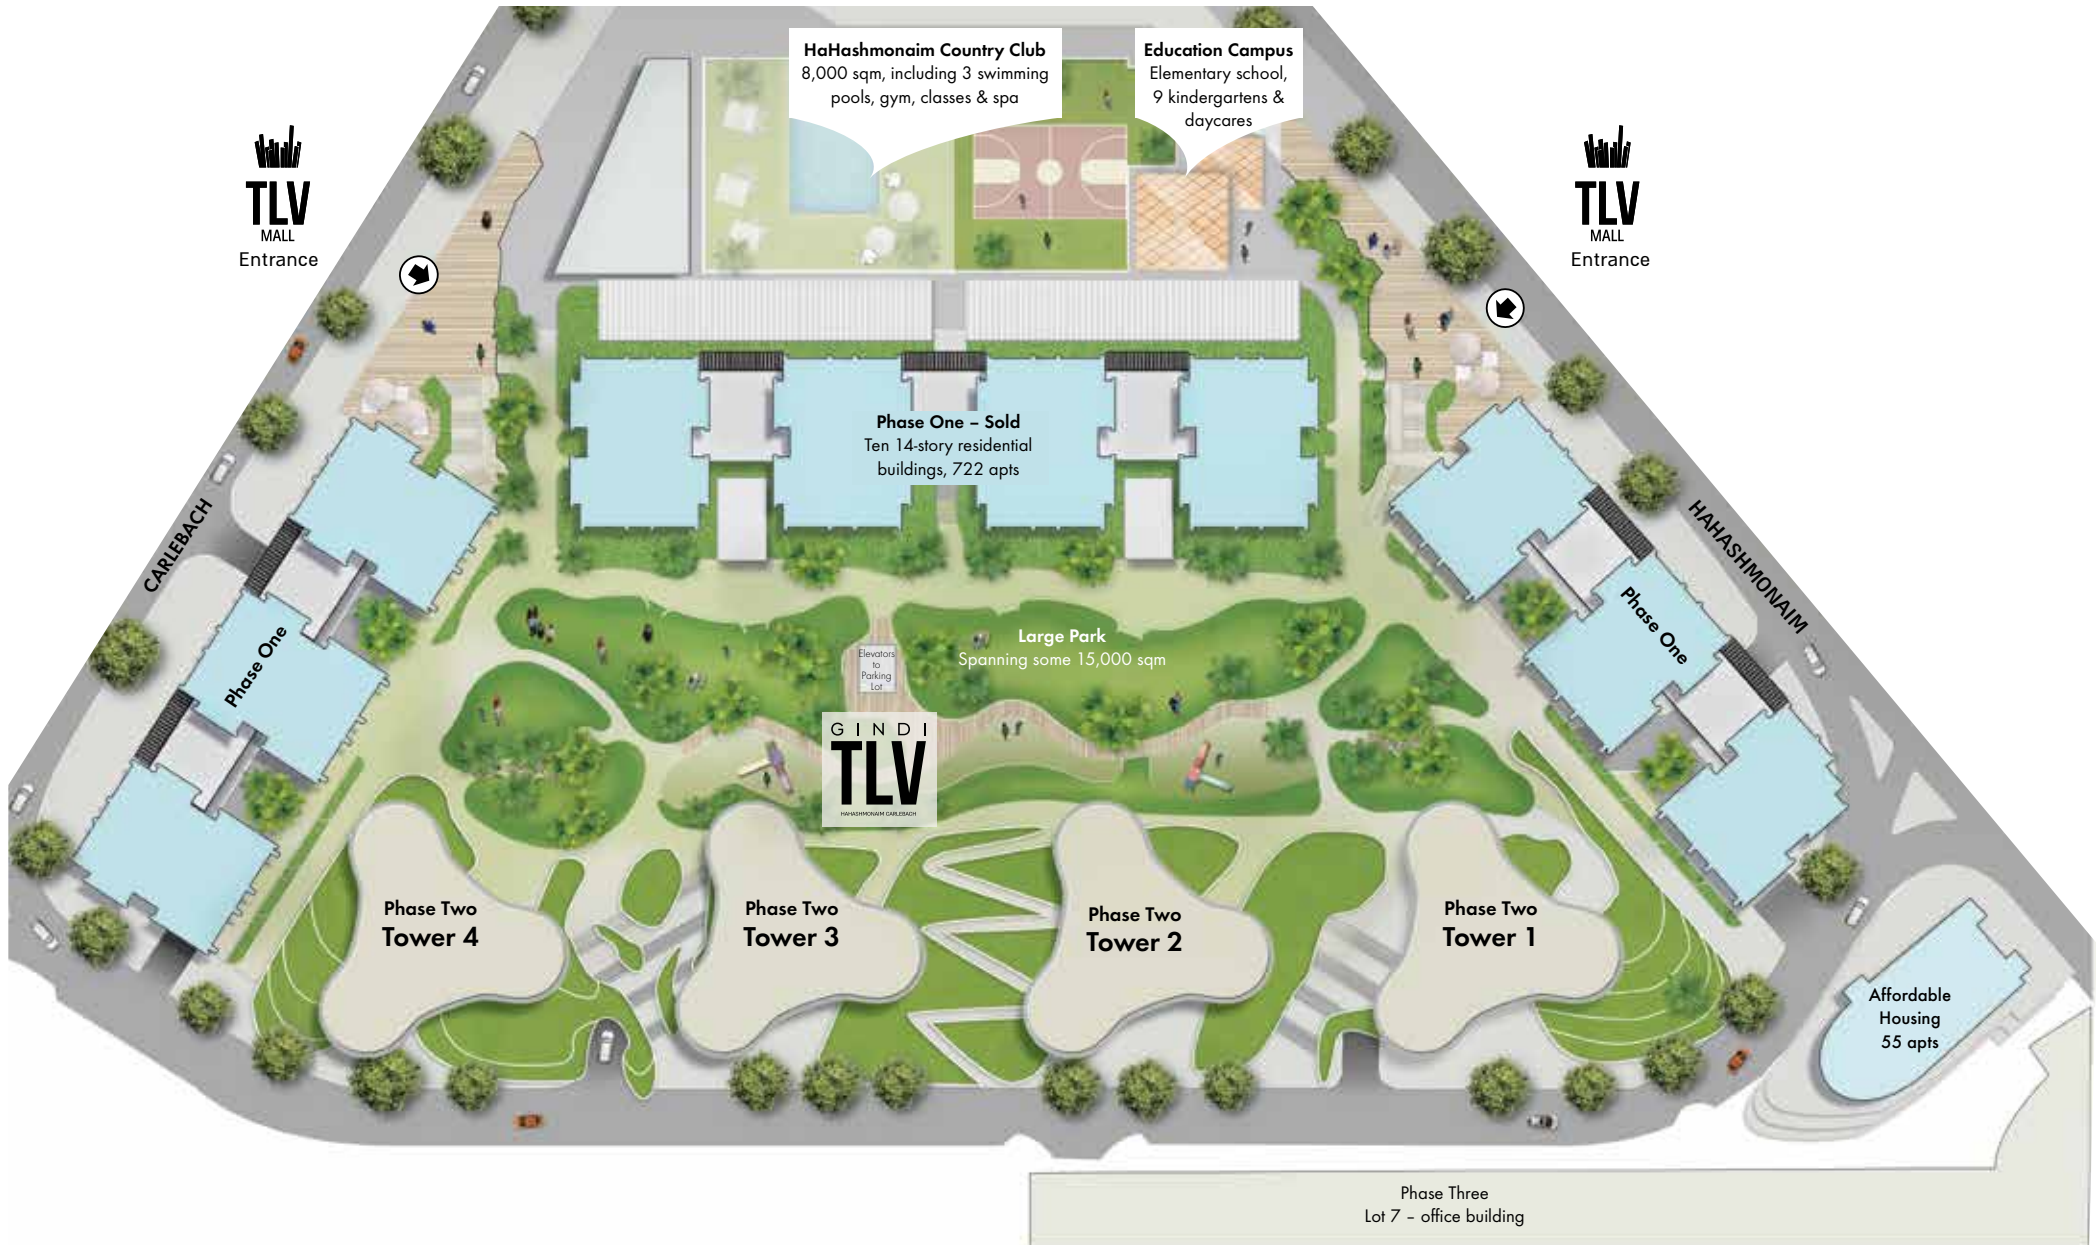 HaHashmonaim Country Club
8,000 sqm, including 3 swimming
pools, gym, classes & spa
Education Campus
Elementary school,
9 kindergartens &
daycares
TLV
MALL
Entrance
TLV
MALL
Entrance
Phase One – Sold
Ten 14-story residential
buildings, 722 apts
CARLEBACH
HAHASHMONAIM
Phase One
Phase One
Large Park
Spanning some 15,000 sqm
Elevators
to
Parking
Lot
GINDI
TLV
HAHASHMONAIM CARLEBACH
Phase Two
Tower 4
Phase Two
Tower 3
Phase Two
Tower 2
Phase Two
Tower 1
Affordable
Housing
55 apts
Phase Three
Lot 7 – office building